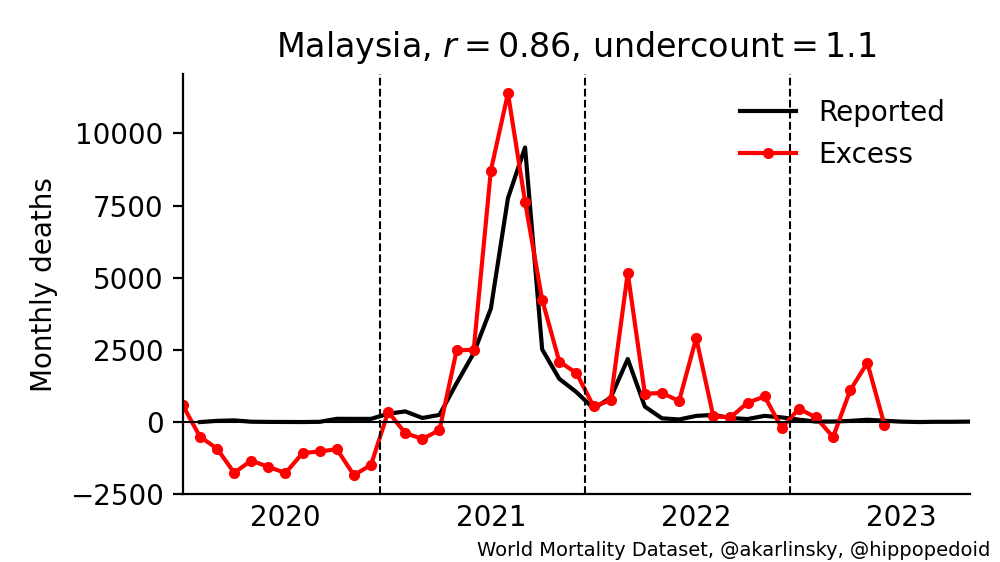 Malaysia, r = 0.86, undercount = 1.1
Reported
Excess
Monthly deaths
10000
7500
5000
2500
0
−2500
2020 2021 2022 2023
World Mortality Dataset, @akarlinsky, @hippopedoid